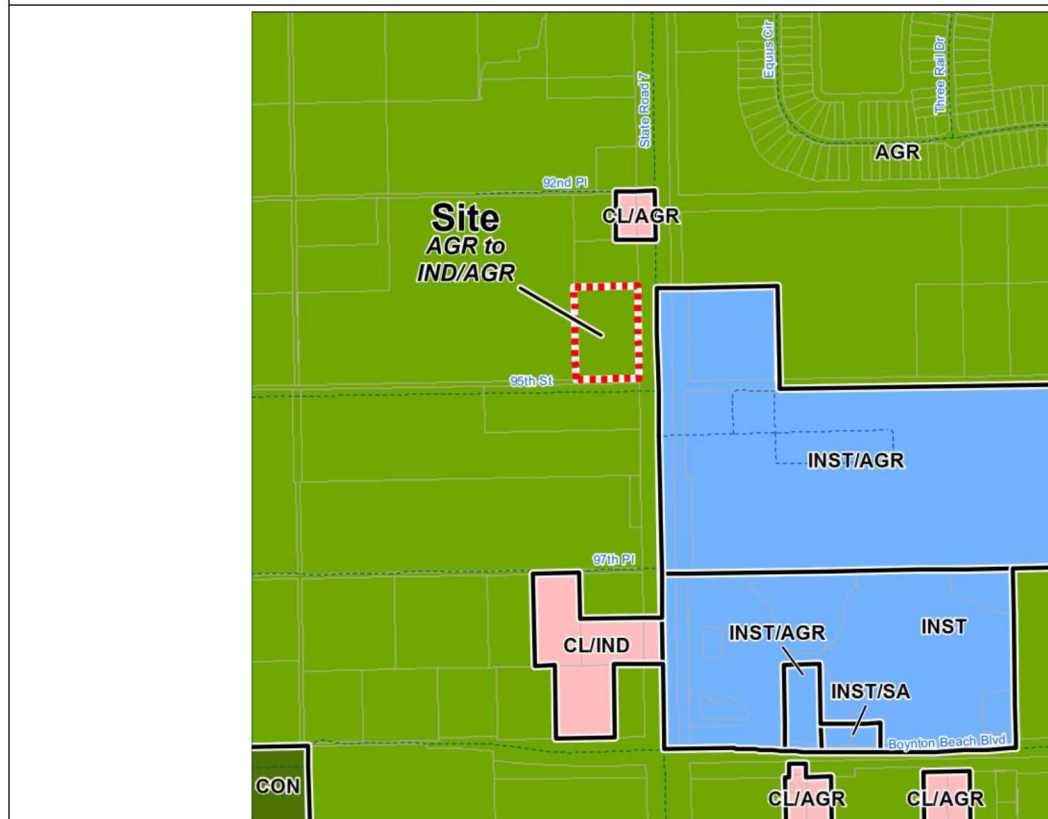 Equus Cir
State Road 7
Three Rail Dr
AGR
92nd Pl
CL/AGR
Site
AGR to
IND/AGR
95th St
INST/AGR
97th Pl
INST/AGR
INST
CL/IND
INST/SA
Boynton Beach Blvd
CON
CL/AGR
CL/AGR